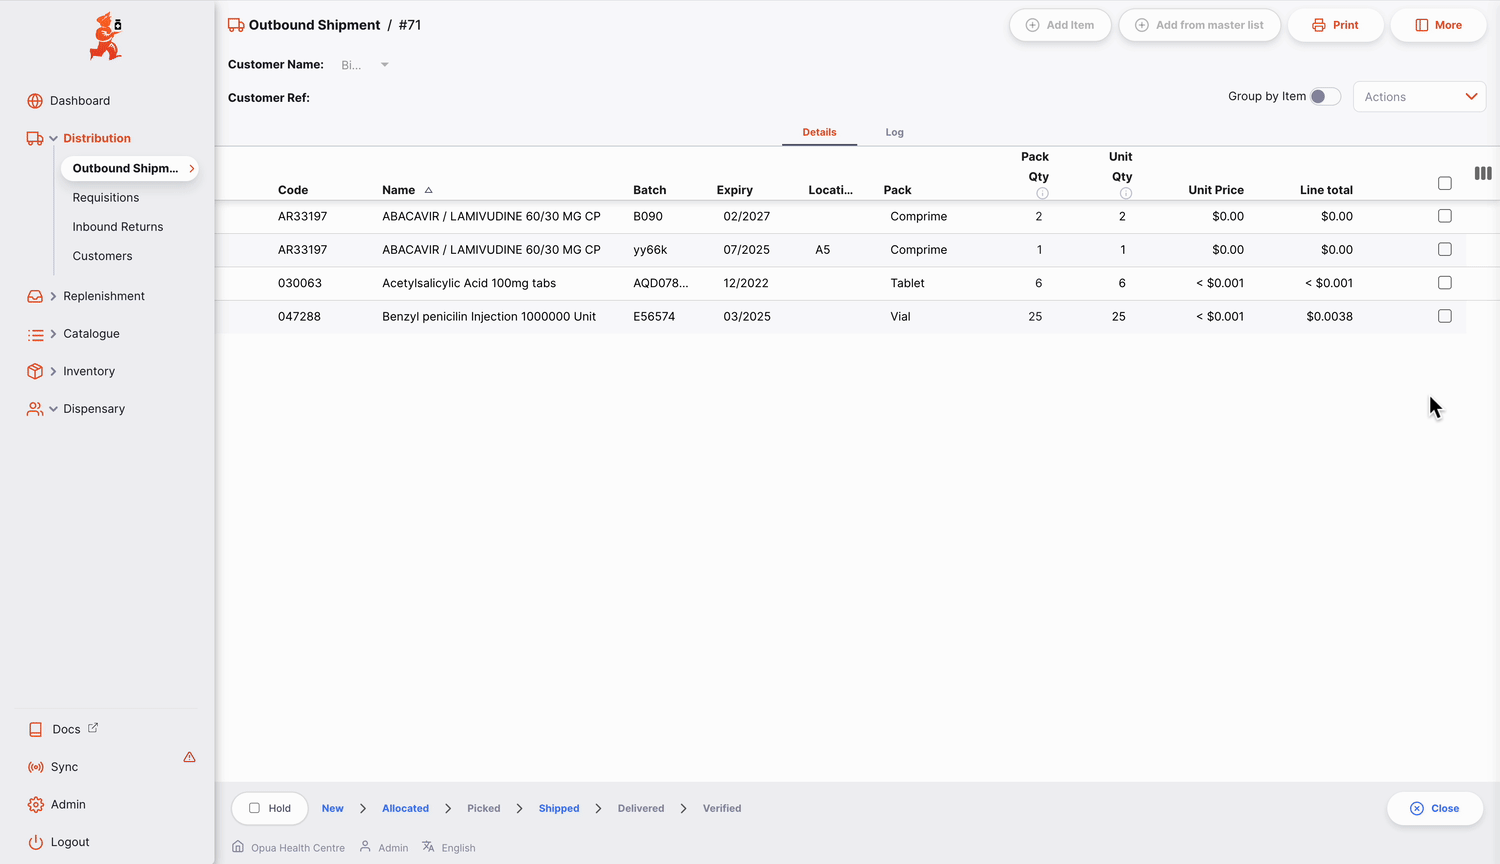 Outbound Shipment / #71
Add Item
Add from master list
Print
More
Customer Name: Bi...
Customer Ref:
Group by Item
Actions
Dashboard
Distribution
Outbound Shipm...
Requisitions
Inbound Returns
Customers
Replenishment
Catalogue
Inventory
Dispensary
Docs
Sync
Admin
Logout
Details Log
Code Name Batch Expiry Locati... Pack Pack Qty Unit Qty Unit Price Line total
AR33197 ABACAVIR / LAMIVUDINE 60/30 MG CP B090 02/2027 Comprime 2 2 $0.00 $0.00
AR33197 ABACAVIR / LAMIVUDINE 60/30 MG CP yy66k 07/2025 A5 Comprime 1 1 $0.00 $0.00
030063 Acetylsalicylic Acid 100mg tabs AQD078... 12/2022 Tablet 6 6 < $0.001 < $0.001
047288 Benzyl penicilin Injection 1000000 Unit E56574 03/2025 Vial 25 25 < $0.001 $0.0038
Hold New Allocated Picked Shipped Delivered Verified Close
Opua Health Centre Admin English